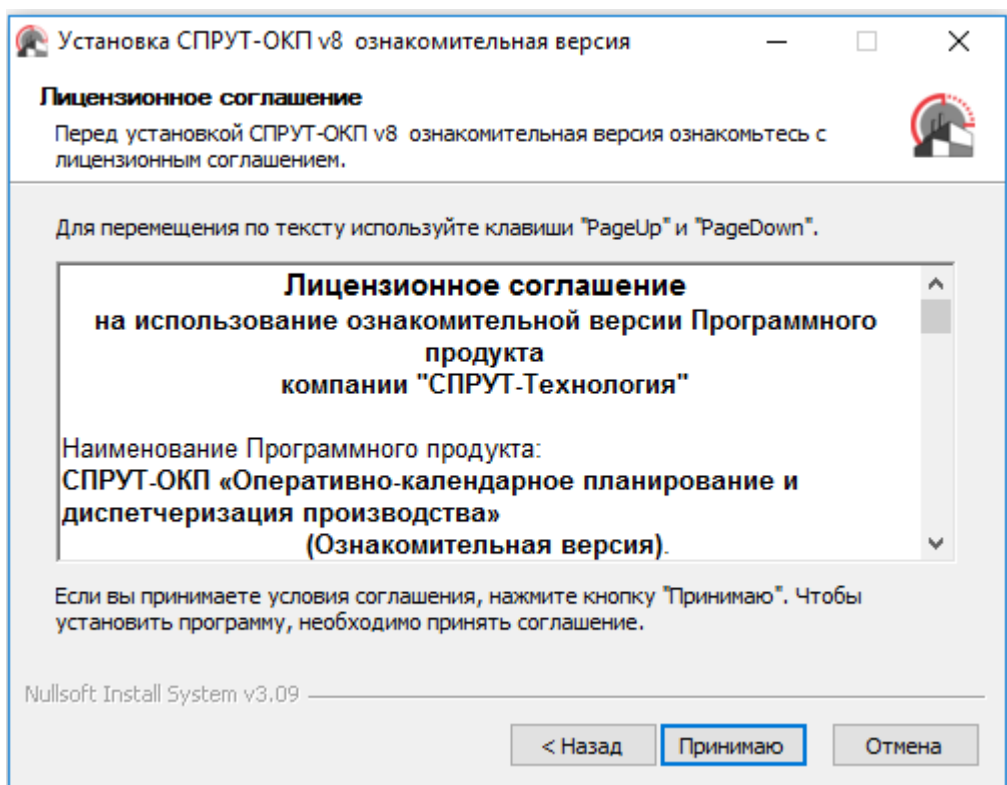 Установка СПРУТ-ОКП v8 ознакомительная версия
Лицензионное соглашение
Перед установкой СПРУТ-ОКП v8 ознакомительная версия ознакомьтесь с
лицензионным соглашением.
Для перемещения по тексту используйте клавиши "PageUp" и "PageDown".
Лицензионное соглашение
на использование ознакомительной версии Программного
продукта
компании "СПРУТ-Технология"
Наименование Программного продукта:
СПРУТ-ОКП «Оперативно-календарное планирование и
диспетчеризация производства»
(Ознакомительная версия).
Если вы принимаете условия соглашения, нажмите кнопку "Принимаю". Чтобы
установить программу, необходимо принять соглашение.
Nullsoft Install System v3.09
< Назад
Принимаю
Отмена